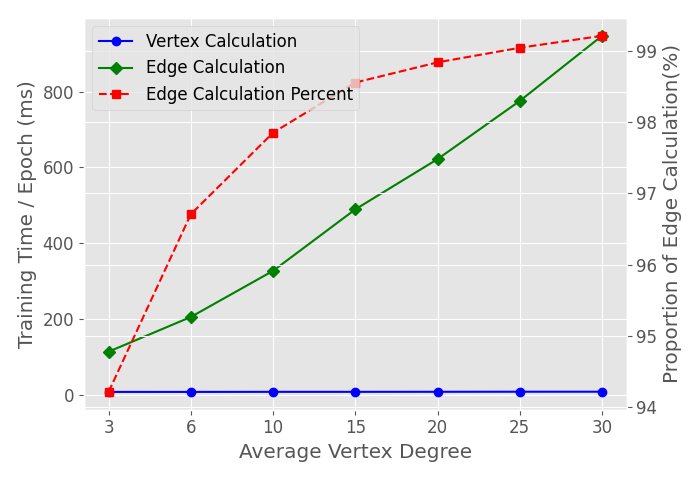 Vertex Calculation
Edge Calculation
Edge Calculation Percent
Training Time / Epoch (ms)
800
600
400
200
0
99
98
97
96
95
94
Proportion of Edge Calculation(%)
3 6 10 15 20 25 30
Average Vertex Degree